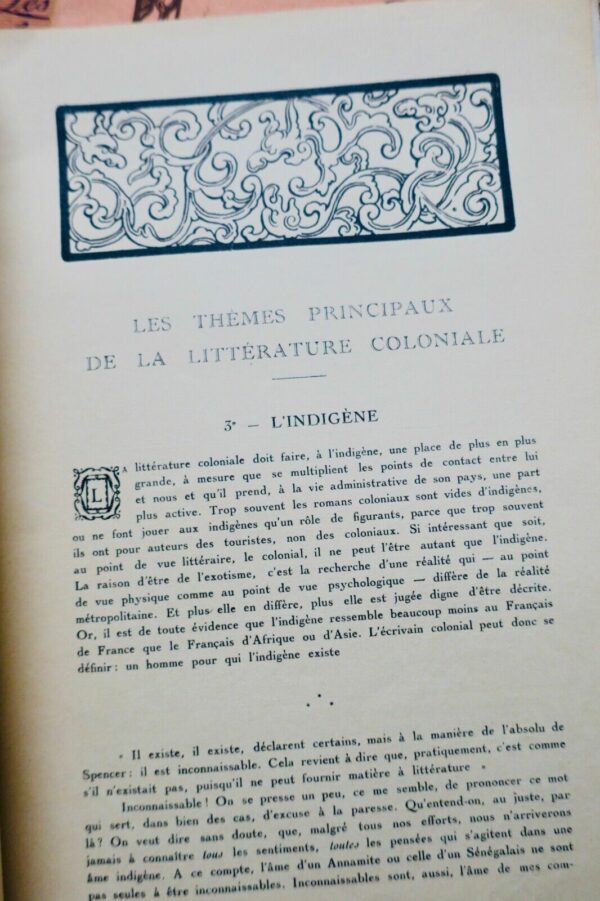 LES THÈMES PRINCIPAUX
DE LA LITTÉRATURE COLONIALE
3° — L'INDIGÈNE
LA littérature coloniale doit faire, à l'indigène, une place de plus en plus
grande, à mesure que se multiplient les points de contact entre lui
et nous et qu'il prend, à la vie administrative de son pays, une part
plus active. Trop souvent les romans coloniaux sont vides d'indigènes,
ou ne font jouer aux indigènes qu'un rôle de figurants, parce que trop souvent
ils ont pour auteurs des touristes, non des coloniaux. Si intéressant que soit,
au point de vue littéraire, le colonial, il ne peut l'être autant que l'indigène.
La raison d'être de l'exotisme, c'est la recherche d'une réalité qui — au point
de vue physique comme au point de vue psychologique — diffère de la réalité
métropolitaine. Et plus elle en diffère, plus elle est jugée digne d'être décrite.
Or, il est de toute évidence que l'indigène ressemble beaucoup moins au Français
de France que le Français d'Afrique ou d'Asie. L'écrivain colonial peut donc se
définir : un homme pour qui l'indigène existe
« Il existe, il existe, déclarent certains, mais à la manière de l'absolu de
Spencer : il est inconnaissable. Cela revient à dire que, pratiquement, c'est comme
s'il n'existait pas, puisqu'il ne peut fournir matière à littérature »
Inconnaissable ! On se presse un peu, ce me semble, de prononcer ce mot
qui sert, dans bien des cas, d'excuse à la paresse. Qu'entend-on, au juste, par
là ? On veut dire sans doute, que, malgré tous nos efforts, nous n'arriverons
jamais à connaître tous les sentiments, toutes les pensées qui s'agitent dans une
âme indigène. A ce compte, l'âme d'un Annamite ou celle d'un Sénégalais ne sont
pas seules à être inconnaissables. Inconnaissables sont, aussi, l'âme de mes com-